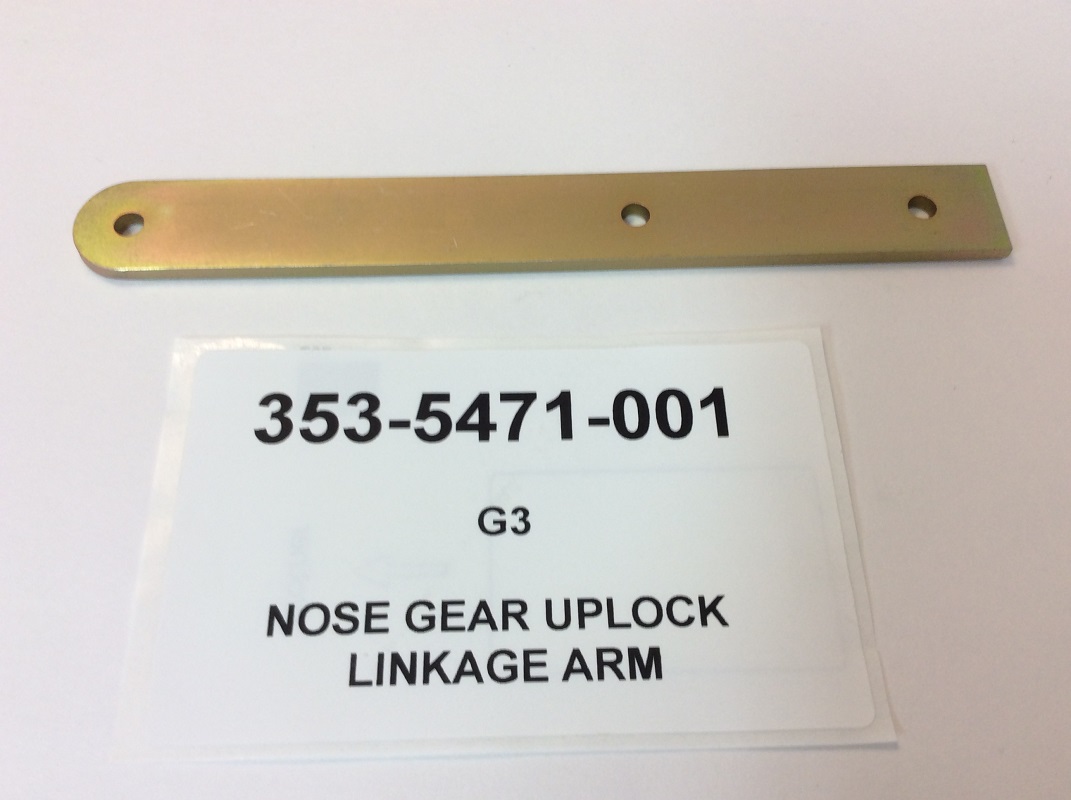 353-5471-001
G3
NOSE GEAR UPLOCK
LINKAGE ARM